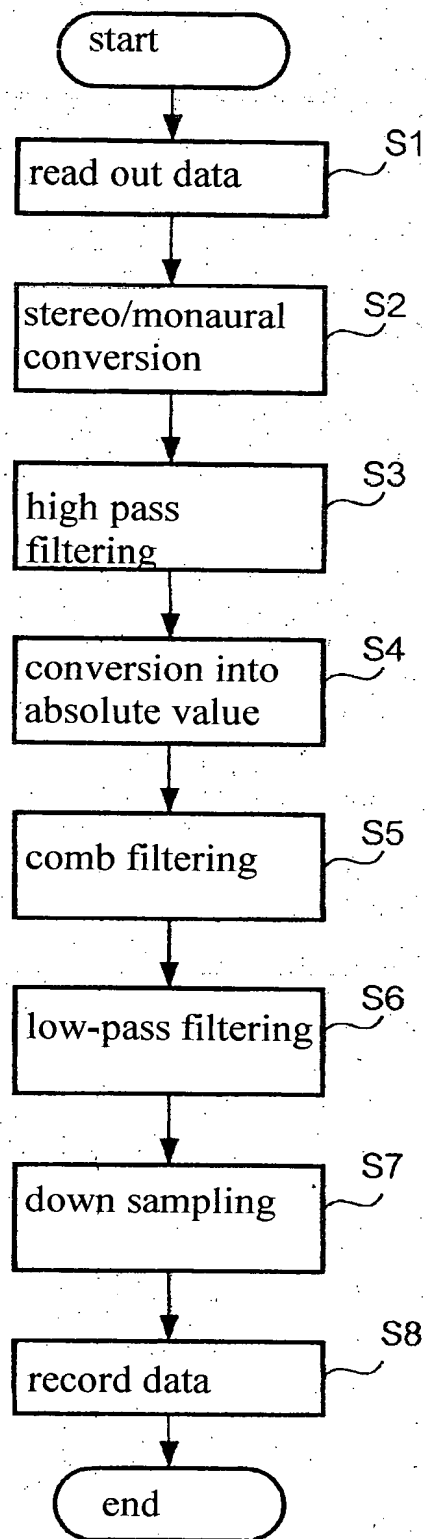 start
S1
read out data
S2
stereo/monaural
conversion
S3
high pass
filtering
S4
conversion into
absolute value
S5
comb filtering
S6
low-pass filtering
S7
down sampling
S8
record data
end